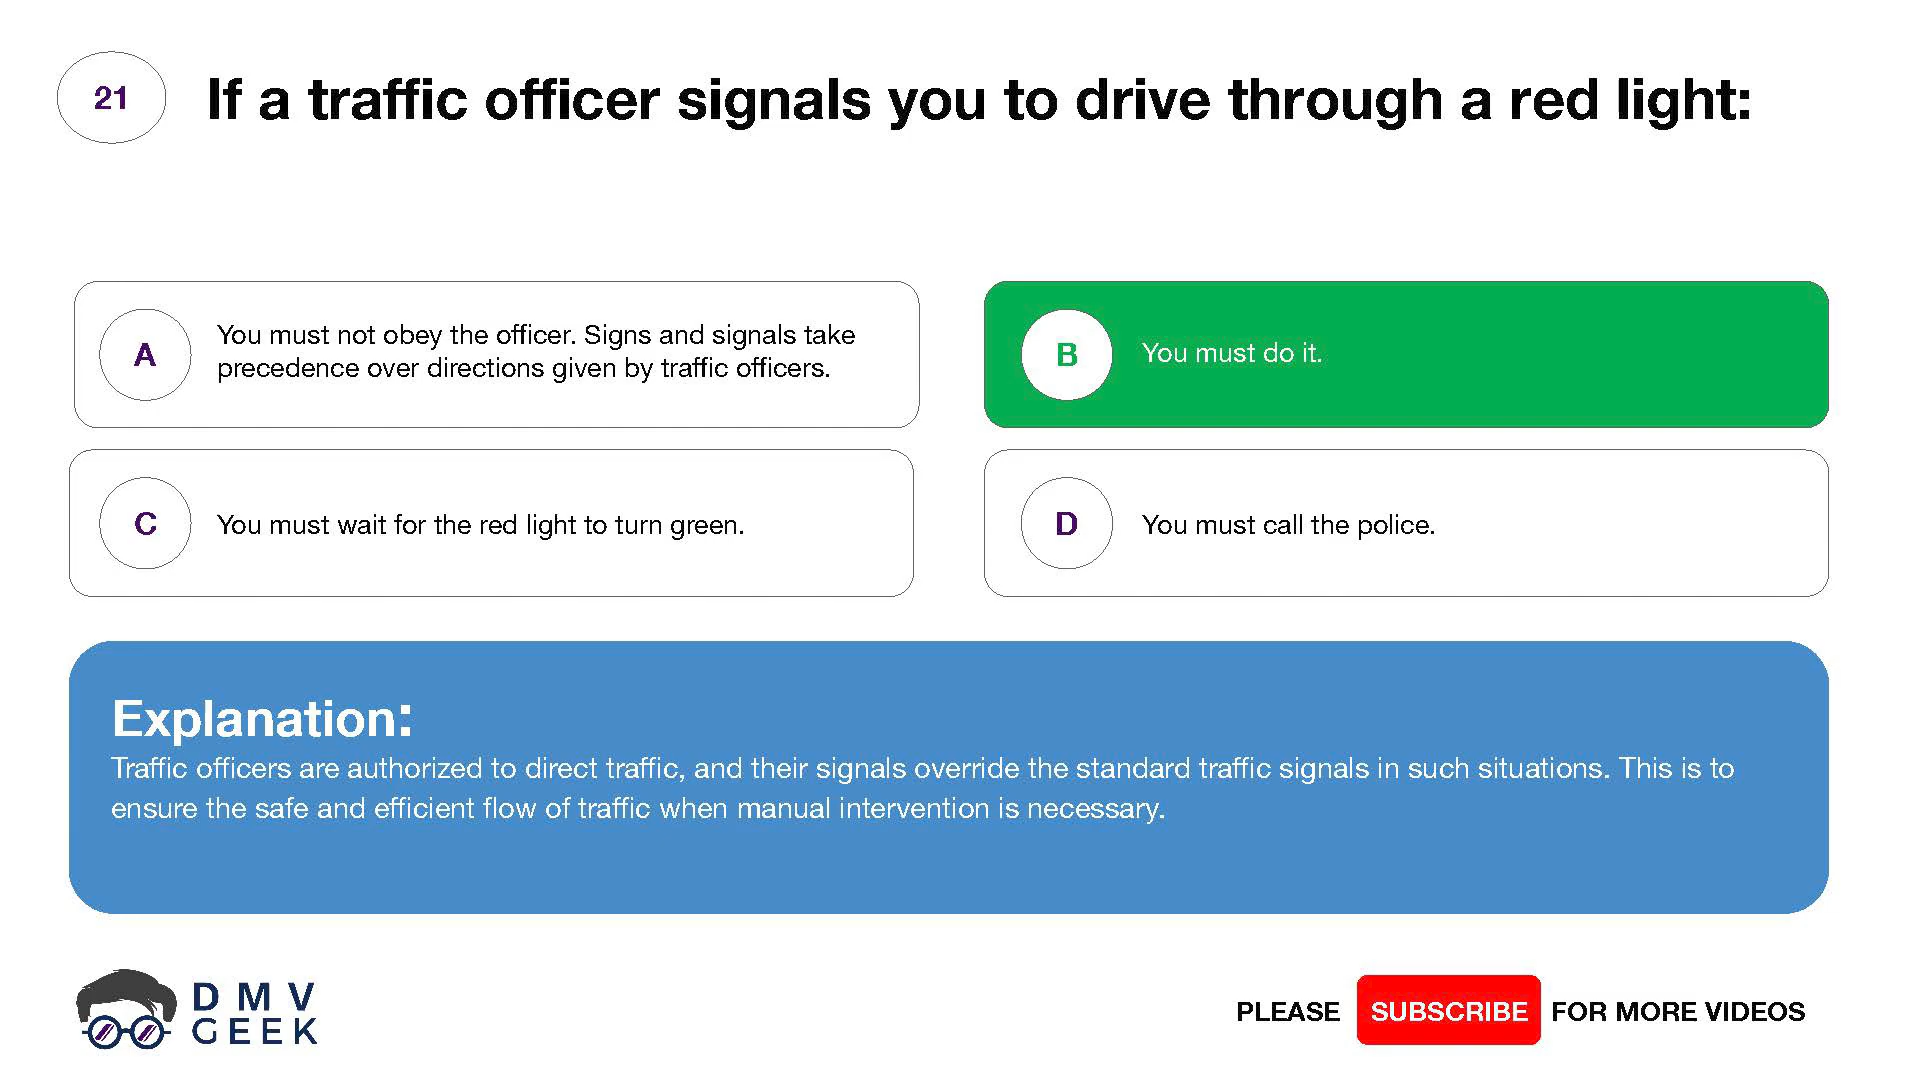 21
If a traffic officer signals you to drive through a red light:
A
You must not obey the officer. Signs and signals take
precedence over directions given by traffic officers.
B
You must do it.
C
You must wait for the red light to turn green.
D
You must call the police.
Explanation:
Traffic officers are authorized to direct traffic, and their signals override the standard traffic signals in such situations. This is to
ensure the safe and efficient flow of traffic when manual intervention is necessary.
DMV
GEEK
PLEASE SUBSCRIBE FOR MORE VIDEOS